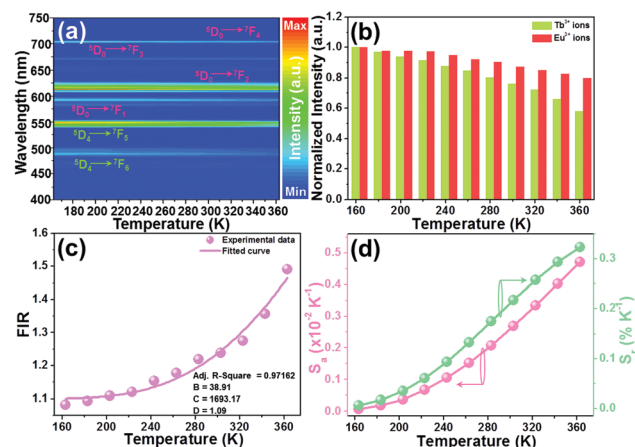 (a)
Wavelength (nm)
750
700
650
600
550
500
450
400
⁵D₀→⁷F₄
⁵D₀→⁷F₃
⁵D₀→⁷F₂
⁵D₀→⁷F₁
⁵D₄→⁷F₅
⁵D₄→⁷F₆
180 200 220 240 260 280 300 320 340 360
Temperature (K)
Max
Intensity (a.u.)
Min
(b)
Tb³⁺ ions
Eu²⁺ ions
Normalized Intensity (a.u.)
1.2
1.0
0.8
0.6
0.4
0.2
0.0
160 200 240 280 320 360
Temperature (K)
(c)
Experimental data
Fitted curve
FIR
1.6
1.5
1.4
1.3
1.2
1.1
Adj. R-Square = 0.97162
B = 38.91
C = 1693.17
D = 1.09
160 200 240 280 320 360
Temperature (K)
(d)
Sₐ (x10⁻² K⁻¹)
0.5
0.4
0.3
0.2
0.1
0.0
Sᵣ (% K⁻¹)
0.3
0.2
0.1
0.0
160 200 240 280 320 360
Temperature (K)